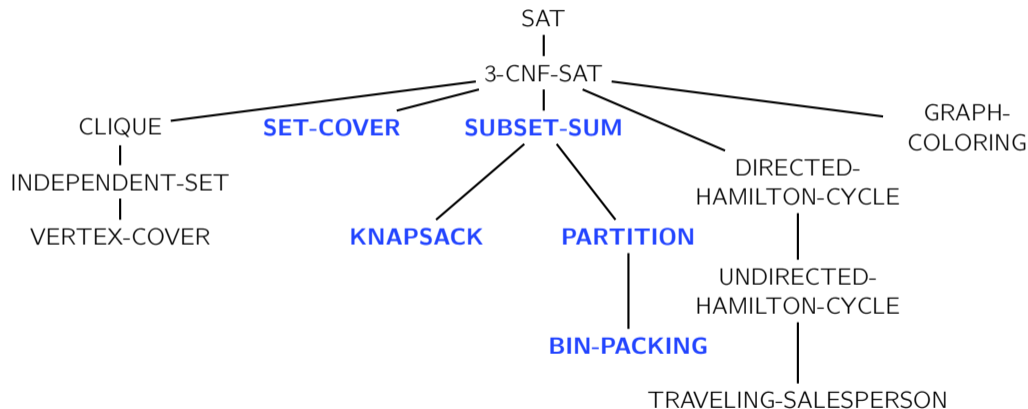 SAT
3-CNF-SAT
CLIQUE
SET-COVER
SUBSET-SUM
GRAPH-
COLORING
INDEPENDENT-SET
DIRECTED-
HAMILTON-CYCLE
VERTEX-COVER
KNAPSACK
PARTITION
UNDIRECTED-
HAMILTON-CYCLE
BIN-PACKING
TRAVELING-SALESPERSON